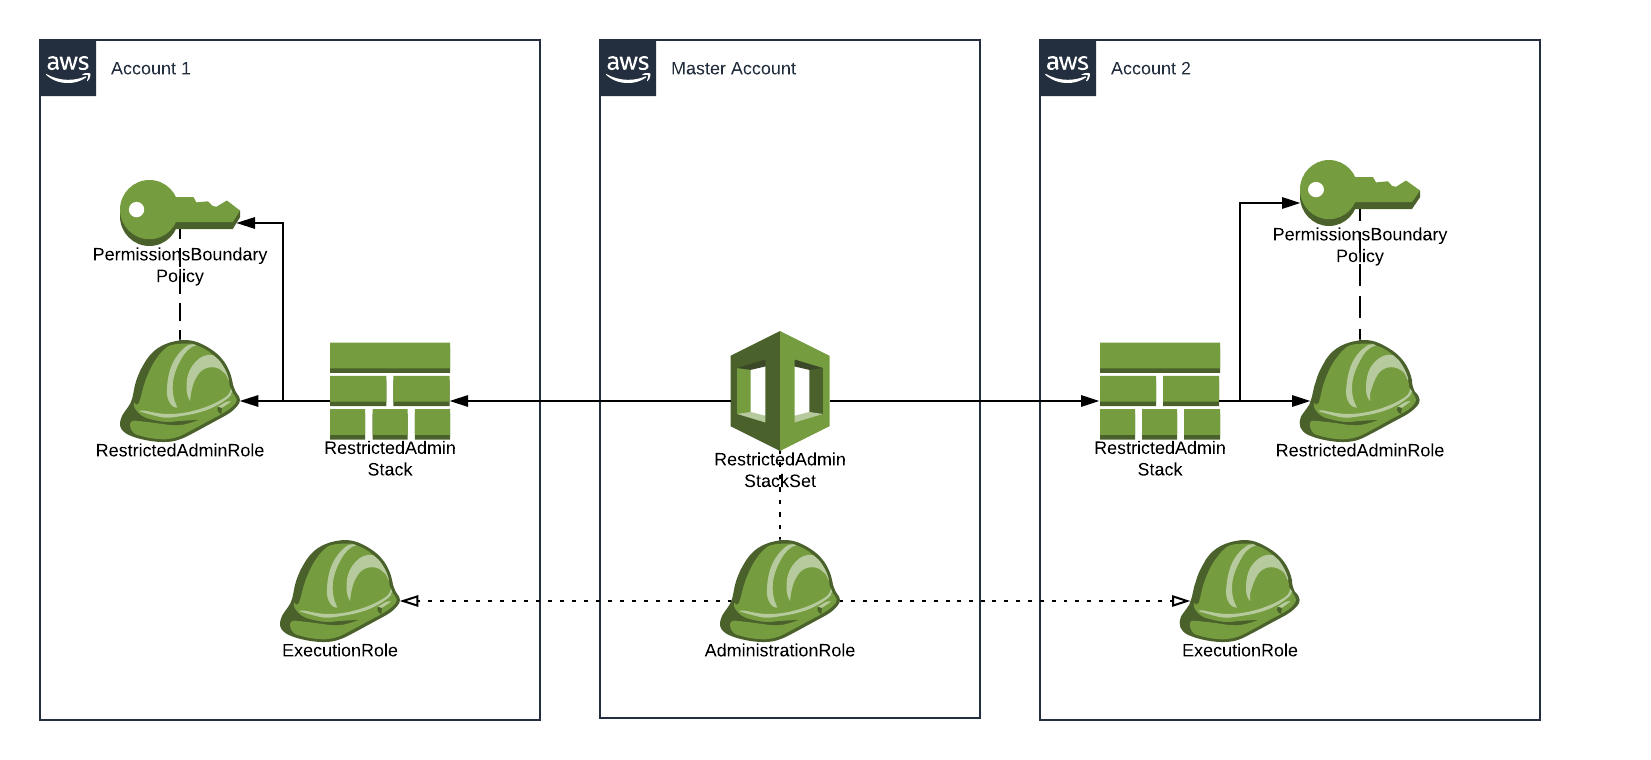 aws
Account 1
PermissionsBoundary
Policy
RestrictedAdminRole
RestrictedAdmin
Stack
ExecutionRole
aws
Master Account
RestrictedAdmin
StackSet
AdministrationRole
aws
Account 2
PermissionsBoundary
Policy
RestrictedAdmin
Stack
RestrictedAdminRole
ExecutionRole